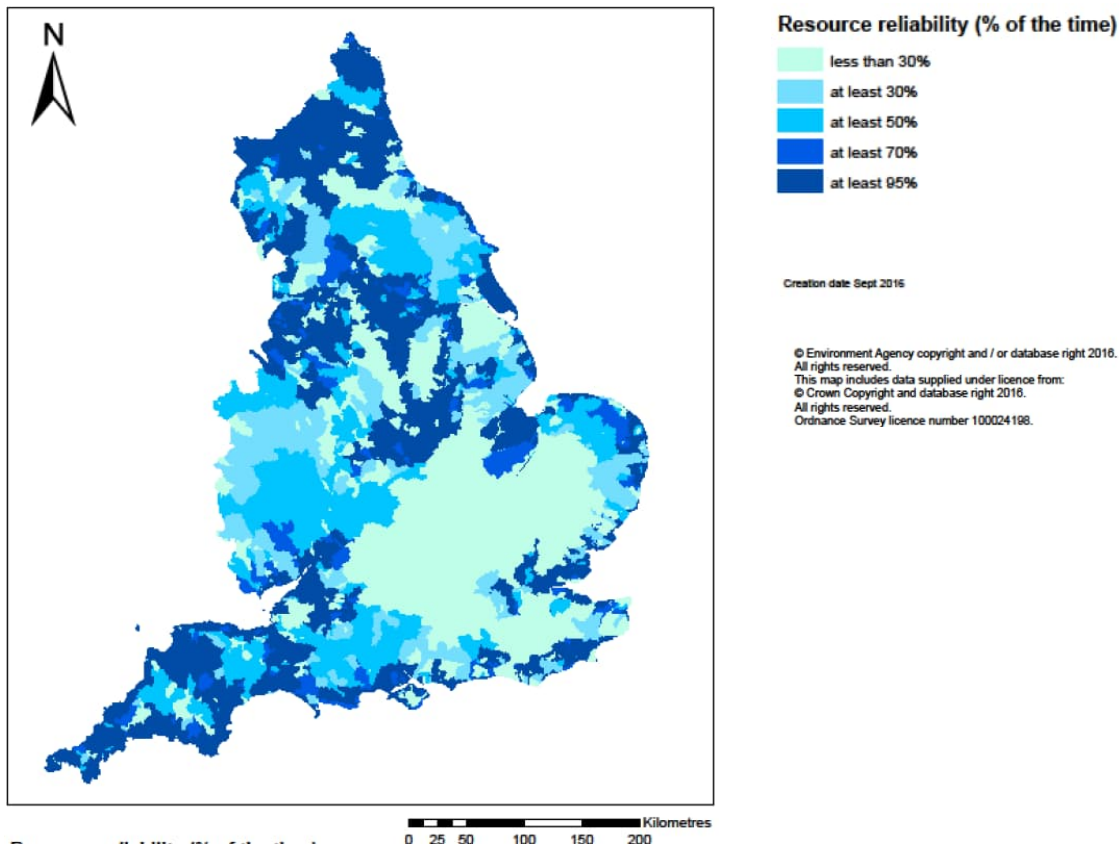 N
Resource reliability (% of the time)
less than 30%
at least 30%
at least 50%
at least 70%
at least 95%
Creation date Sept 2016
© Environment Agency copyright and / or database right 2016.
All rights reserved.
This map includes data supplied under licence from:
© Crown Copyright and database right 2016.
All rights reserved.
Ordnance Survey licence number 100024198.
Kilometres
0 25 50 100 150 200